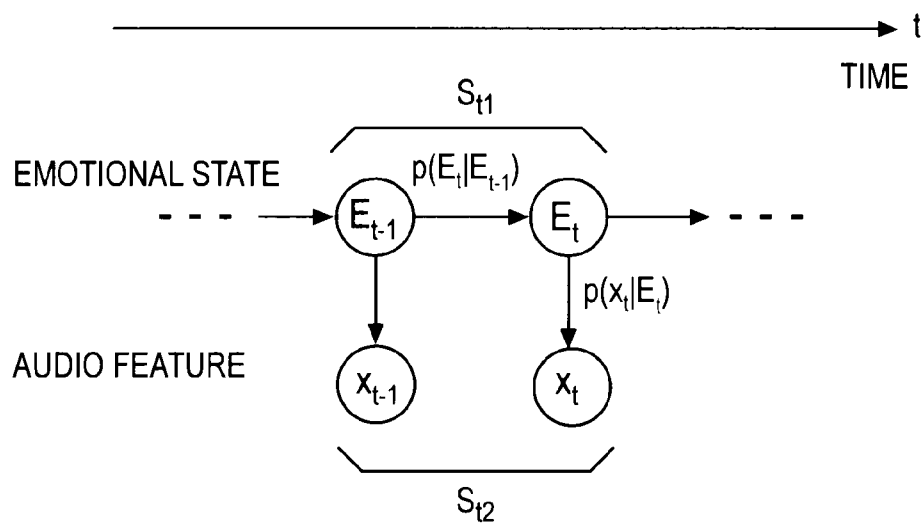 t
TIME
S_t1
EMOTIONAL STATE
p(E_t|E_t-1)
E_t-1
E_t
p(x_t|E_t)
AUDIO FEATURE
x_t-1
x_t
S_t2